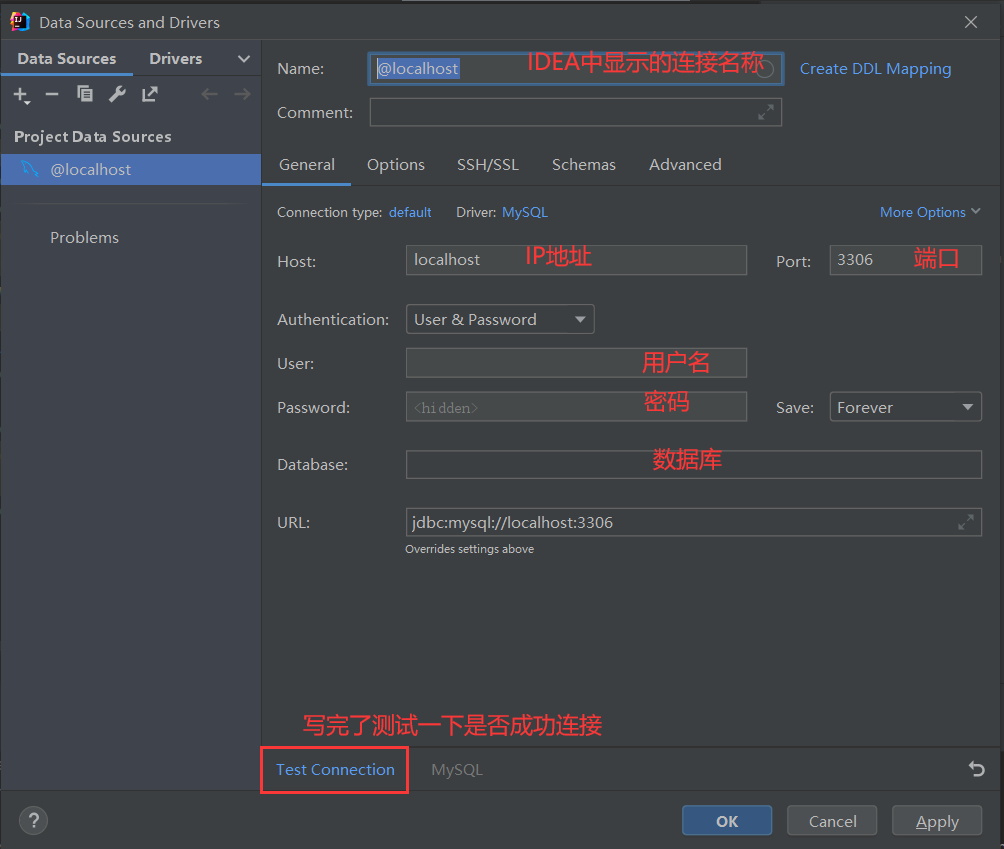 Data Sources and Drivers
Data Sources Drivers
Project Data Sources
@localhost
Problems
Name: @localhost IDEA中显示的连接名称 Create DDL Mapping
Comment:
General Options SSH/SSL Schemas Advanced
Connection type: default Driver: MySQL More Options
Host: localhost IP地址 Port: 3306 端口
Authentication: User & Password
User: 用户名
Password: <hidden> 密码 Save: Forever
Database: 数据库
URL: jdbc:mysql://localhost:3306
Overrides settings above
写完了测试一下是否成功连接
Test Connection MySQL
? OK Cancel Apply